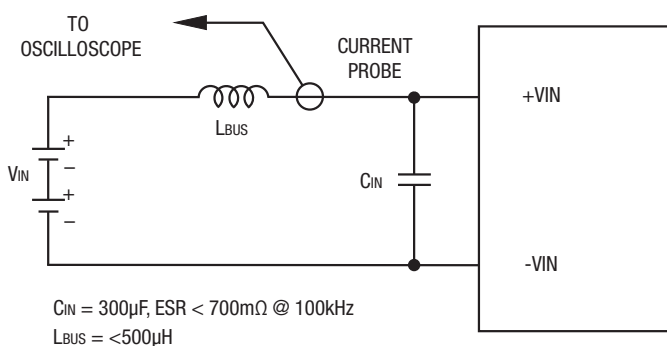 TO
OSCILLOSCOPE
CURRENT
PROBE
+VIN
LBUS
+
VIN
−
+
−
CIN
-VIN
CIN = 300µF, ESR < 700mΩ @ 100kHz
LBUS = <500µH